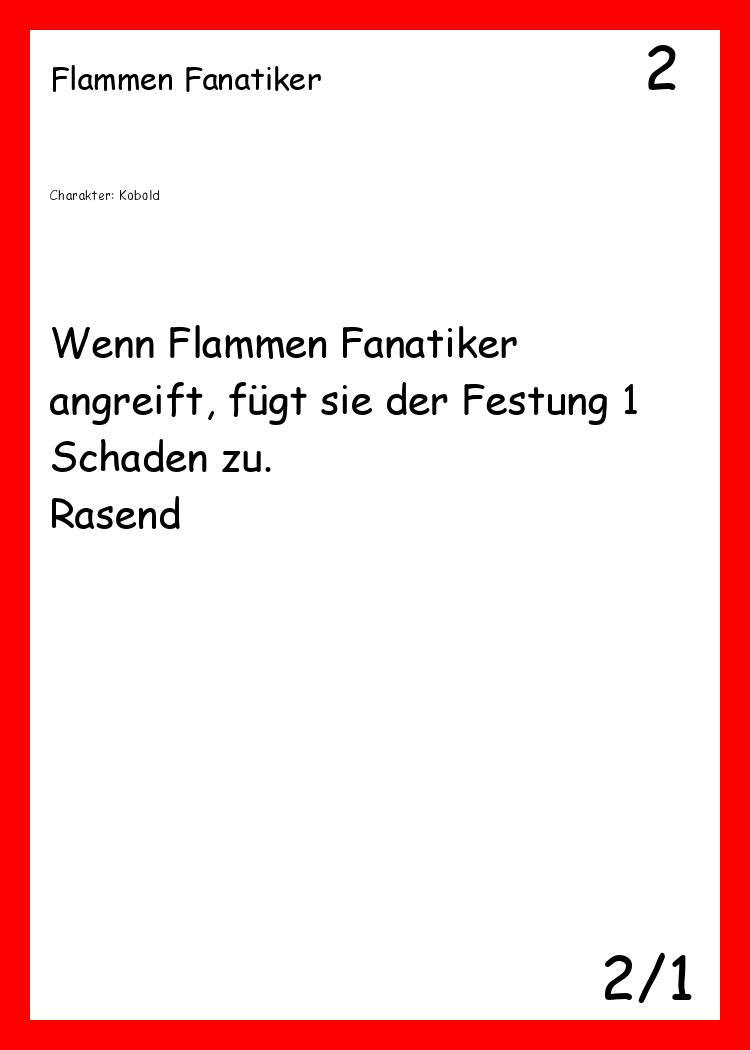 Flammen Fanatiker
2
Charakter: Kobold
Wenn Flammen Fanatiker
angreift, fügt sie der Festung 1
Schaden zu.
Rasend
2/1